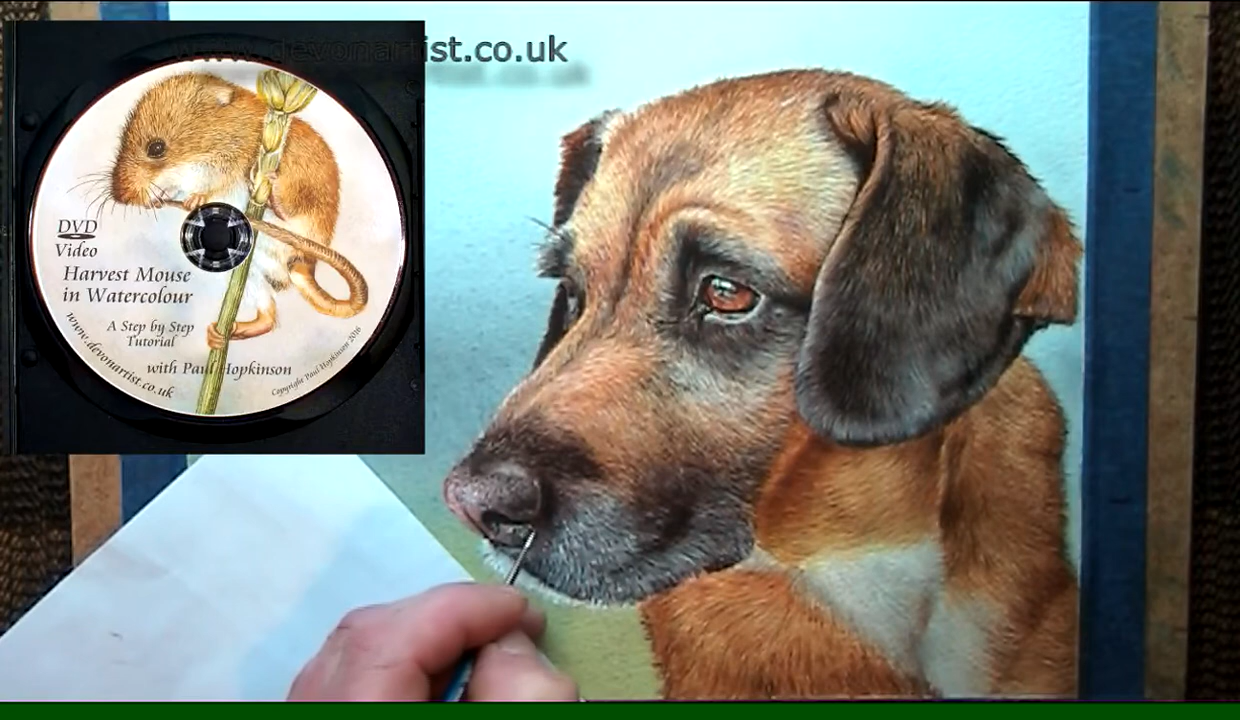 www.devonartist.co.uk
DVD
Video
Harvest Mouse
in Watercolour
A Step by Step
Tutorial
with Paul Hopkinson
www.devonartist.co.uk
Copyright Paul Hopkinson 2016